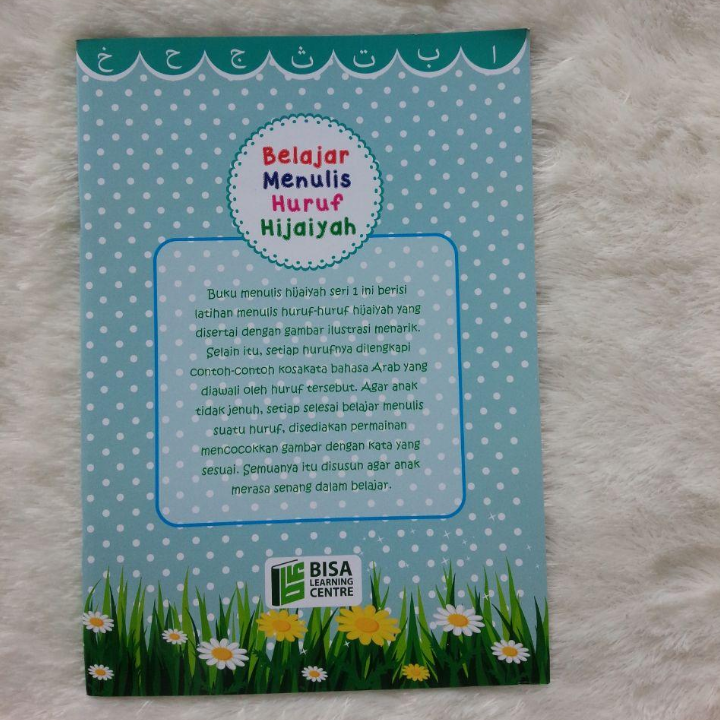 ا ب ت ث ج ح خ
Belajar
Menulis
Huruf
Hijaiyah
Buku menulis hijaiyah seri 1 ini berisi
latihan menulis huruf-huruf hijaiyah yang
disertai dengan gambar ilustrasi menarik.
Selain itu, setiap hurufnya dilengkapi
contoh-contoh kosakata bahasa Arab yang
diawali oleh huruf tersebut. Agar anak
tidak jenuh, setiap selesai belajar menulis
suatu huruf, disediakan permainan
mencocokkan gambar dengan kata yang
sesuai. Semuanya itu disusun agar anak
merasa senang dalam belajar.
BISA
LEARNING
CENTRE